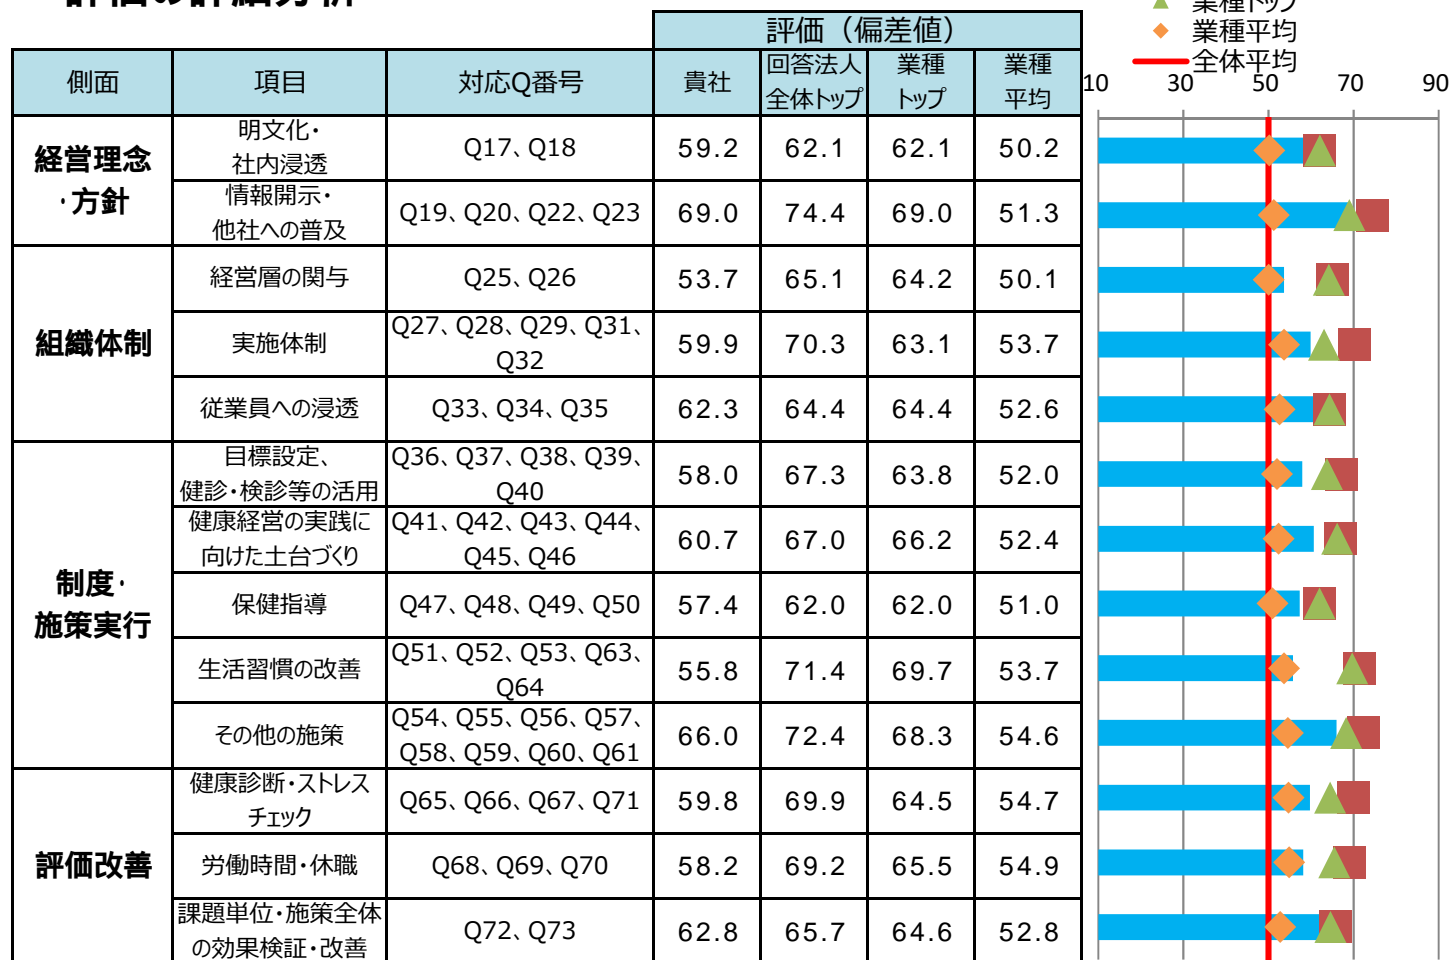 評価の詳細分析
▲ 業種トップ
◆ 業種平均
全体平均
評価（偏差値）
側面 項目 対応Q番号 貴社 回答法人全体トップ 業種トップ 業種平均
10 30 50 70 90
経営理念・方針
明文化・社内浸透 Q17、Q18 59.2 62.1 62.1 50.2
情報開示・他社への普及 Q19、Q20、Q22、Q23 69.0 74.4 69.0 51.3
組織体制
経営層の関与 Q25、Q26 53.7 65.1 64.2 50.1
実施体制 Q27、Q28、Q29、Q31、Q32 59.9 70.3 63.1 53.7
従業員への浸透 Q33、Q34、Q35 62.3 64.4 64.4 52.6
制度・施策実行
目標設定、健診・検診等の活用 Q36、Q37、Q38、Q39、Q40 58.0 67.3 63.8 52.0
健康経営の実践に向けた土台づくり Q41、Q42、Q43、Q44、Q45、Q46 60.7 67.0 66.2 52.4
保健指導 Q47、Q48、Q49、Q50 57.4 62.0 62.0 51.0
生活習慣の改善 Q51、Q52、Q53、Q63、Q64 55.8 71.4 69.7 53.7
その他の施策 Q54、Q55、Q56、Q57、Q58、Q59、Q60、Q61 66.0 72.4 68.3 54.6
評価改善
健康診断・ストレスチェック Q65、Q66、Q67、Q71 59.8 69.9 64.5 54.7
労働時間・休職 Q68、Q69、Q70 58.2 69.2 65.5 54.9
課題単位・施策全体の効果検証・改善 Q72、Q73 62.8 65.7 64.6 52.8